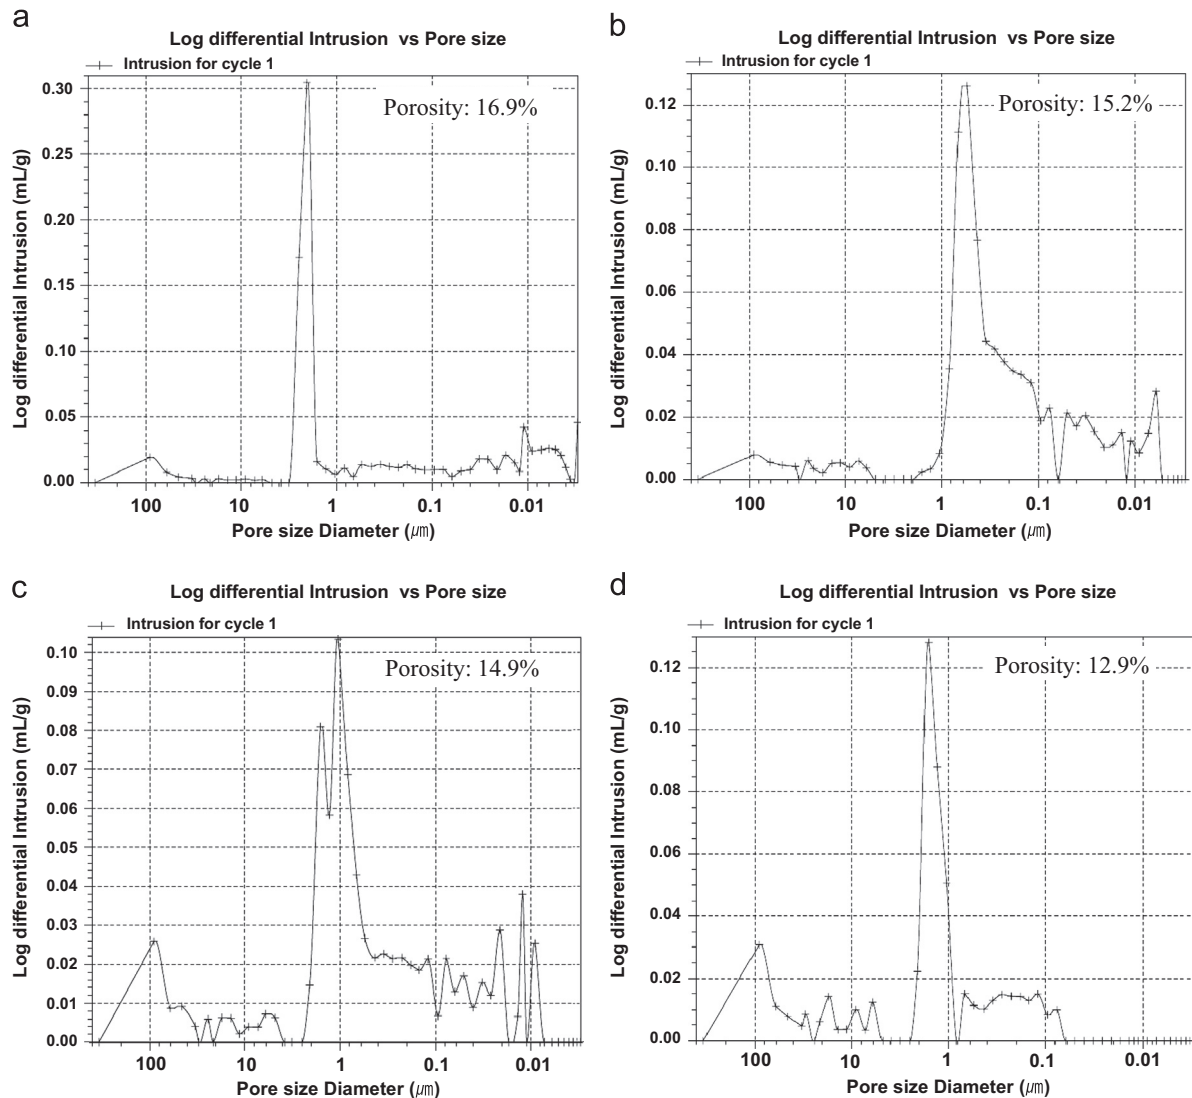 a
Log differential Intrusion vs Pore size
Intrusion for cycle 1
Porosity: 16.9%
Log differential Intrusion (mL/g)
0.30
0.25
0.20
0.15
0.10
0.05
0.00
100 10 1 0.1 0.01
Pore size Diameter (μm)
b
Log differential Intrusion vs Pore size
Intrusion for cycle 1
Porosity: 15.2%
Log differential Intrusion (mL/g)
0.12
0.10
0.08
0.06
0.04
0.02
0.00
100 10 1 0.1 0.01
Pore size Diameter (μm)
c
Log differential Intrusion vs Pore size
Intrusion for cycle 1
Porosity: 14.9%
Log differential Intrusion (mL/g)
0.10
0.09
0.08
0.07
0.06
0.05
0.04
0.03
0.02
0.01
0.00
100 10 1 0.1 0.01
Pore size Diameter (μm)
d
Log differential Intrusion vs Pore size
Intrusion for cycle 1
Porosity: 12.9%
Log differential Intrusion (mL/g)
0.12
0.10
0.08
0.06
0.04
0.02
0.00
100 10 1 0.1 0.01
Pore size Diameter (μm)